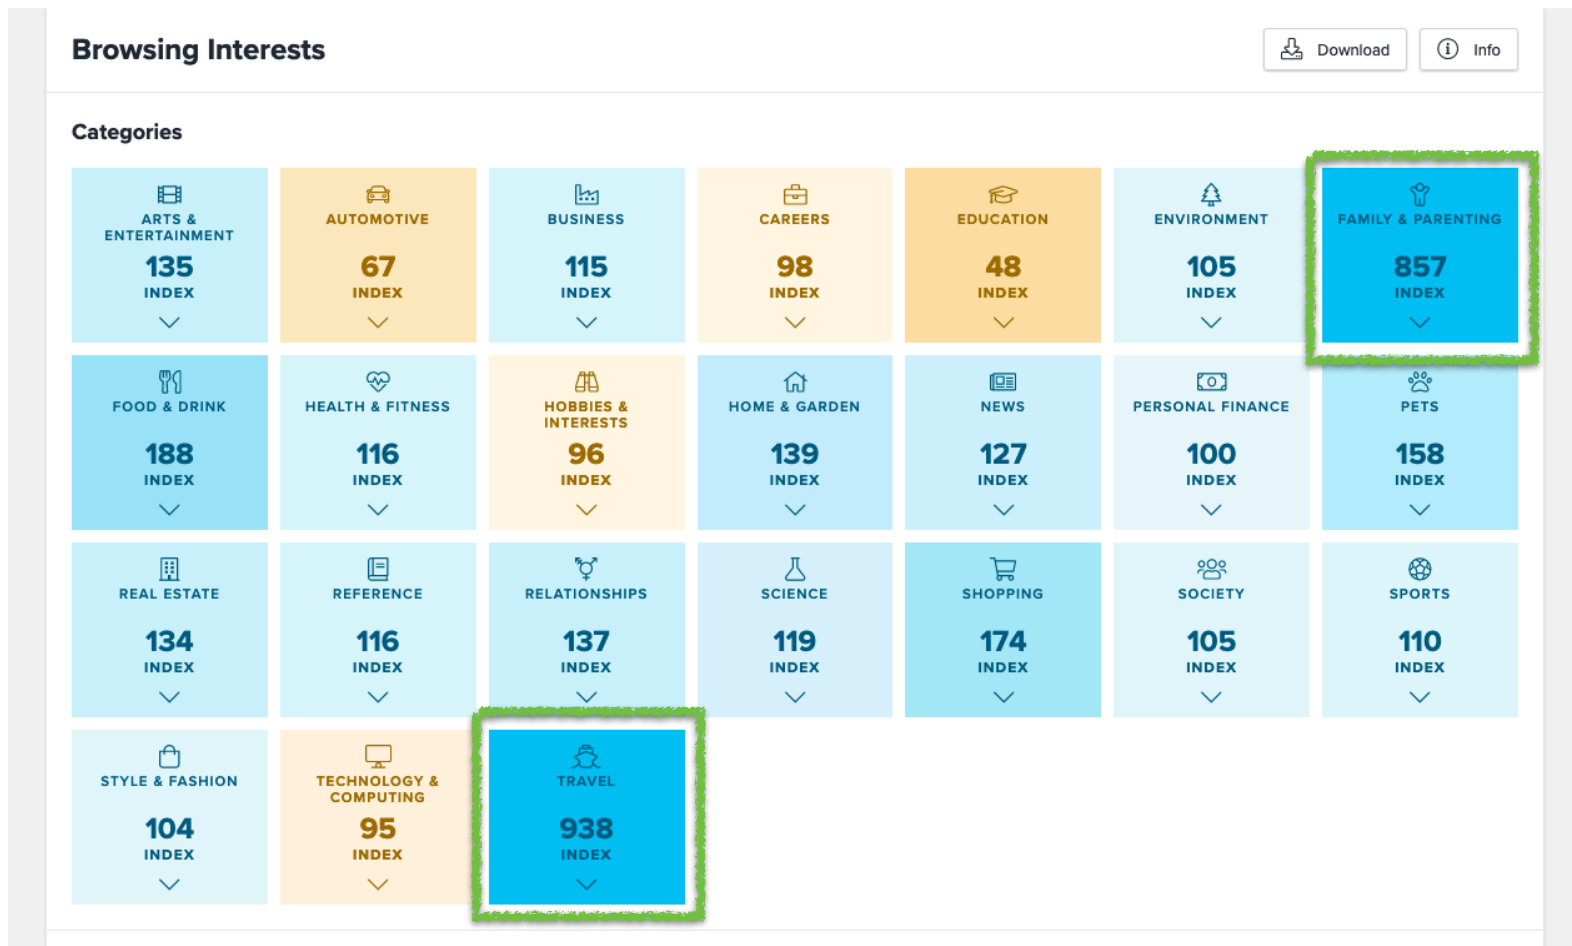 Browsing Interests
Download
Info
Categories
ARTS &
ENTERTAINMENT
135
INDEX
AUTOMOTIVE
67
INDEX
BUSINESS
115
INDEX
CAREERS
98
INDEX
EDUCATION
48
INDEX
ENVIRONMENT
105
INDEX
FAMILY & PARENTING
857
INDEX
FOOD & DRINK
188
INDEX
HEALTH & FITNESS
116
INDEX
HOBBIES &
INTERESTS
96
INDEX
HOME & GARDEN
139
INDEX
NEWS
127
INDEX
PERSONAL FINANCE
100
INDEX
PETS
158
INDEX
REAL ESTATE
134
INDEX
REFERENCE
116
INDEX
RELATIONSHIPS
137
INDEX
SCIENCE
119
INDEX
SHOPPING
174
INDEX
SOCIETY
105
INDEX
SPORTS
110
INDEX
STYLE & FASHION
104
INDEX
TECHNOLOGY &
COMPUTING
95
INDEX
TRAVEL
938
INDEX